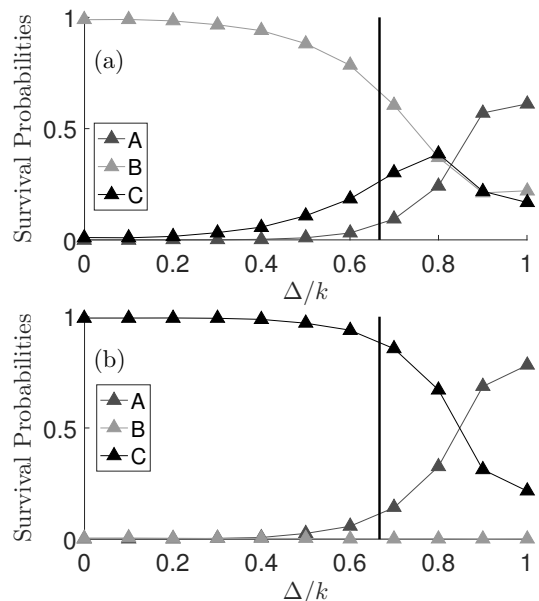 1
(a)
Survival Probabilities
0.5
A
B
C
0
0 0.2 0.4 0.6 0.8 1
Δ/k
1
(b)
Survival Probabilities
0.5
A
B
C
0
0 0.2 0.4 0.6 0.8 1
Δ/k